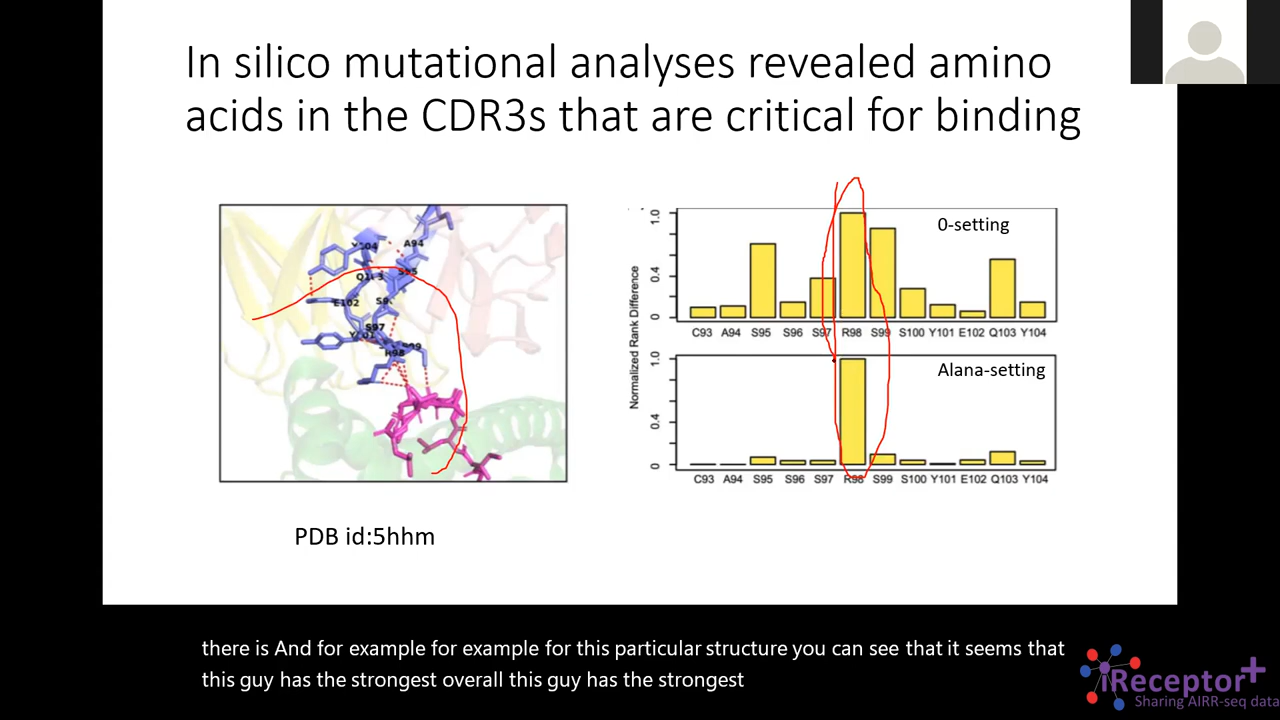 In silico mutational analyses revealed amino
acids in the CDR3s that are critical for binding
A94
S95
E102
S97
R98
Normalized Rank Difference
1.0
0.4
0
0-setting
C93 A94 S95 S96 S97 R98 S99 S100 Y101 E102 Q103 Y104
1.0
0.4
0
Alana-setting
C93 A94 S95 S96 S97 R98 S99 S100 Y101 E102 Q103 Y104
PDB id:5hhm
there is And for example for example for this particular structure you can see that it seems that
this guy has the strongest overall this guy has the strongest
iReceptor+
Sharing AIRR-seq data